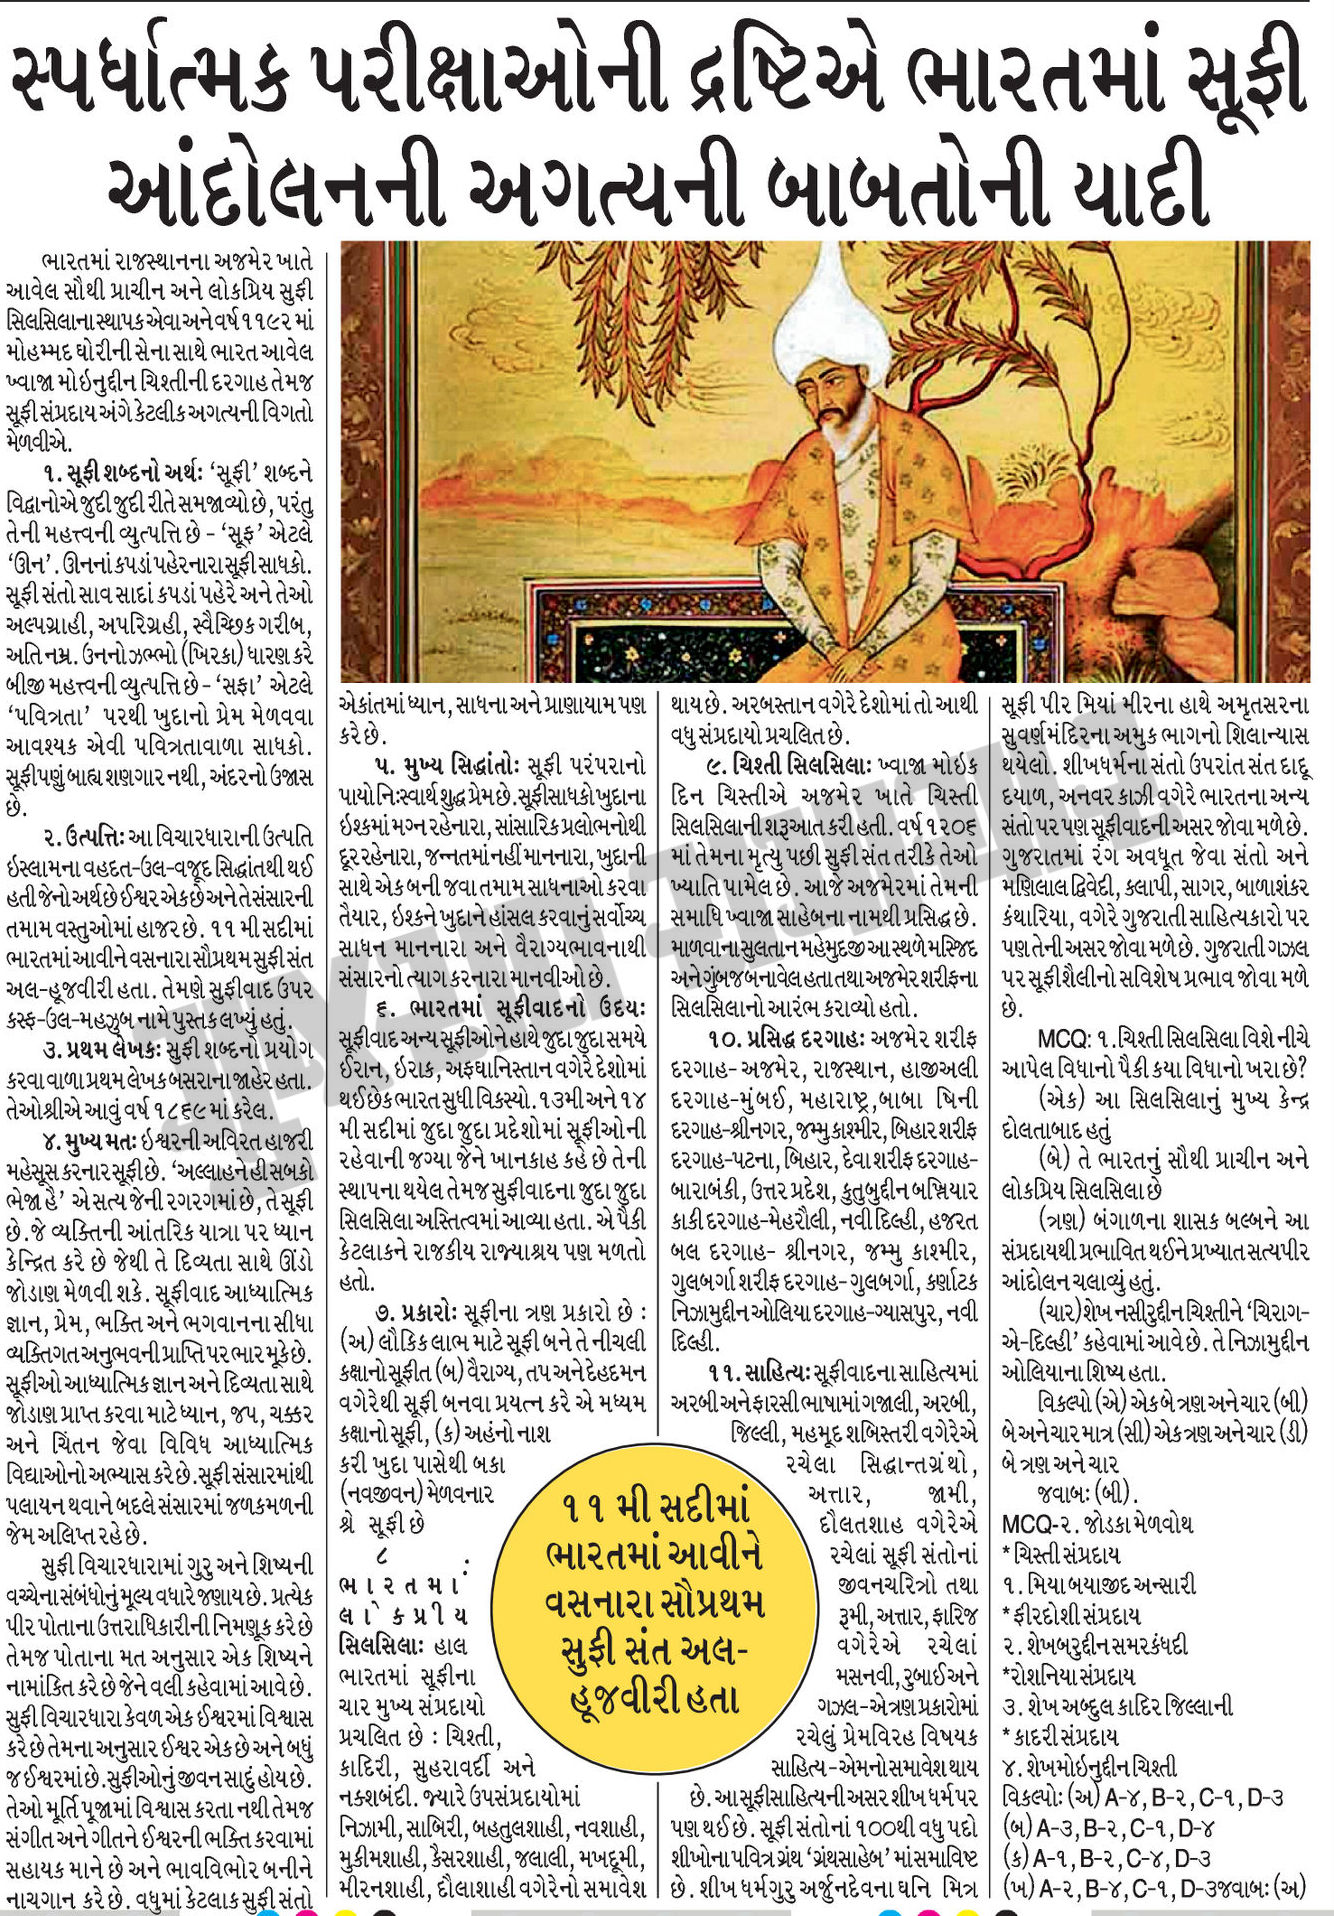 સ્પર્ધાત્મક પરીક્ષાઓની દ્રષ્ટિએ ભારતમાં સૂફી
આંદોલનની અગત્યની બાબતોની યાદી
ભારતમાં રાજસ્થાનના અજમેર ખાતે
આવેલ સૌથી પ્રાચીન અને લોકપ્રિય સુફી
સિલસિલાના સ્થાપક એવા અને વર્ષ ૧૧૯૨ માં
મોહમ્મદ ઘોરીની સેના સાથે ભારત આવેલ
ખ્વાજા મોઇનુદ્દીન ચિશ્તીની દરગાહ તેમજ
સૂફી સંપ્રદાય અંગે કેટલીક અગત્યની વિગતો
મેળવીએ.
૧. સૂફી શબ્દનો અર્થઃ ‘સૂફી’ શબ્દને
વિદ્વાનોએ જુદી જુદી રીતે સમજાવ્યો છે, પરંતુ
તેની મહત્ત્વની વ્યુત્પત્તિ છે - ‘સૂફ’ એટલે
‘ઊન’. ઊનનાં કપડાં પહેરનારા સૂફી સાધકો.
સૂફી સંતો સાવ સાદાં કપડાં પહેરે અને તેઓ
અલ્પગ્રાહી, અપરિગ્રહી, સ્વૈચ્છિક ગરીબ,
અતિ નમ્ર. ઉનનો ઝભ્ભો (ખિરકા) ધારણ કરે
બીજી મહત્ત્વની વ્યુત્પત્તિ છે - ‘સફા’ એટલે
‘પવિત્રતા’ પરથી ખુદાનો પ્રેમ મેળવવા
આવશ્યક એવી પવિત્રતાવાળા સાધકો.
સૂફીપણું બાહ્ય શણગાર નથી, અંદરનો ઉજાસ
છે.
૨. ઉત્પત્તિઃ આ વિચારધારાની ઉત્પતિ
ઇસ્લામના વહદત-ઉલ-વજૂદ સિદ્ધાંતથી થઈ
હતી જેનો અર્થ છે ઈશ્વર એક છે અને તે સંસારની
તમામ વસ્તુઓમાં હાજર છે. ૧૧ મી સદીમાં
ભારતમાં આવીને વસનારા સૌપ્રથમ સુફી સંત
અલ-હૂજવીરી હતા. તેમણે સુફીવાદ ઉપર
કસ્ફ-ઉલ-મહઝુબ નામે પુસ્તક લખ્યું હતું.
૩. પ્રથમ લેખકઃ સુફી શબ્દનો પ્રયોગ
કરવા વાળા પ્રથમ લેખક બસરાના જાહેર હતા.
તેઓશ્રીએ આવું વર્ષ ૧૮૬૯ માં કરેલ.
૪. મુખ્ય મતઃ ઇશ્વરની અવિરત હાજરી
મહેસૂસ કરનાર સૂફી છે. ‘અલ્લાહને હી સબકો
ભેજા હૈ’ એ સત્ય જેની રગરગમાં છે, તે સૂફી
છે.જે વ્યક્તિની આંતરિક યાત્રા પર ધ્યાન
કેન્દ્રિત કરે છે જેથી તે દિવ્યતા સાથે ઊંડો
જોડાણ મેળવી શકે. સૂફીવાદ આધ્યાત્મિક
જ્ઞાન, પ્રેમ, ભક્તિ અને ભગવાનના સીધા
વ્યક્તિગત અનુભવની પ્રાપ્તિ પર ભાર મૂકે છે.
સૂફીઓ આધ્યાત્મિક જ્ઞાન અને દિવ્યતા સાથે
જોડાણ પ્રાપ્ત કરવા માટે ધ્યાન, જપ, ચક્કર
અને ચિંતન જેવા વિવિધ આધ્યાત્મિક
વિદ્યાઓનો અભ્યાસ કરે છે. સૂફી સંસારમાંથી
પલાયન થવાને બદલે સંસારમાં જળકમળની
જેમ અલિપ્ત રહે છે.
સુફી વિચારધારામાં ગુરુ અને શિષ્યની
વચ્ચેના સંબંધોનું મૂલ્ય વધારે જણાય છે. પ્રત્યેક
પીર પોતાના ઉત્તરાધિકારીની નિમણૂક કરે છે
તેમજ પોતાના મત અનુસાર એક શિષ્યને
નામાંકિત કરે છે જેને વલી કહેવામાં આવે છે.
સુફી વિચારધારા કેવળ એક ઈશ્વરમાં વિશ્વાસ
કરે છે તેમના અનુસાર ઈશ્વર એક છે અને બધું
જ ઈશ્વરમાં છે. સુફીઓનું જીવન સાદું હોય છે.
તેઓ મૂર્તિ પૂજામાં વિશ્વાસ કરતા નથી તેમજ
સંગીત અને ગીતને ઈશ્વરની ભક્તિ કરવામાં
સહાયક માને છે અને ભાવવિભોર બનીને
નાચગાન કરે છે. વધુમાં કેટલાક સુફી સંતો
એકાંતમાં ધ્યાન, સાધના અને પ્રાણાયામ પણ
કરે છે.
૫. મુખ્ય સિદ્ધાંતોઃ સૂફી પરંપરાનો
પાયો નિઃસ્વાર્થ શુદ્ધ પ્રેમ છે.સૂફીસાધકો ખુદાના
ઇશ્કમાં મગ્ન રહેનારા, સાંસારિક પ્રલોભનોથી
દૂર રહેનારા, જન્નતમાં નહીં માનનારા, ખુદાની
સાથે એક બની જવા તમામ સાધનાઓ કરવા
તૈયાર, ઇશ્કને ખુદાને હાંસલ કરવાનું સર્વોચ્ચ
સાધન માનનારા અને વૈરાગ્યભાવનાથી
સંસારનો ત્યાગ કરનારા માનવીઓ છે.
૬. ભારતમાં સૂફીવાદનો ઉદયઃ
સૂફીવાદ અન્ય સૂફીઓને હાથે જુદા જુદા સમયે
ઈરાન, ઇરાક, અફઘાનિસ્તાન વગેરે દેશોમાં
થઈ છેક ભારત સુધી વિકસ્યો. ૧૩મી અને ૧૪
મી સદીમાં જુદા જુદા પ્રદેશોમાં સૂફીઓની
રહેવાની જગ્યા જેને ખાનકાહ કહે છે તેની
સ્થાપના થયેલ તેમજ સુફીવાદના જુદા જુદા
સિલસિલા અસ્તિત્વમાં આવ્યા હતા. એ પૈકી
કેટલાકને રાજકીય રાજ્યાશ્રય પણ મળતો
હતો.
૭. પ્રકારોઃ સૂફીના ત્રણ પ્રકારો છે :
(અ) લૌકિક લાભ માટે સૂફી બને તે નીચલી
કક્ષાનો સૂફીત (બ) વૈરાગ્ય, તપ અને દેહદમન
વગેરેથી સૂફી બનવા પ્રયત્ન કરે એ મધ્યમ
કક્ષાનો સૂફી, (ક) અહંનો નાશ
કરી ખુદા પાસેથી બકા
(નવજીવન) મેળવનાર
શ્રે સૂફી છે
૮
ભારતમાં
લોકપ્રીય
સિલસિલાઃ હાલ
ભારતમાં સૂફીના
ચાર મુખ્ય સંપ્રદાયો
પ્રચલિત છે : ચિશ્તી,
કાદિરી, સુહરાવર્દી અને
નક્શબંદી. જ્યારે ઉપસંપ્રદાયોમાં
નિઝામી, સાબિરી, બહતુલશાહી, નવશાહી,
મુકીમશાહી, કૈસરશાહી, જલાલી, મખદૂમી,
મીરનશાહી, દૌલાશાહી વગેરેનો સમાવેશ
૧૧ મી સદીમાં
ભારતમાં આવીને
વસનારા સૌપ્રથમ
સુફી સંત અલ-
હૂજવીરી હતા
થાય છે. અરબસ્તાન વગેરે દેશોમાં તો આથી
વધુ સંપ્રદાયો પ્રચલિત છે.
૯. ચિશ્તી સિલસિલાઃ ખ્વાજા મોઇક
દિન ચિસ્તીએ અજમેર ખાતે ચિસ્તી
સિલસિલાની શરૂઆત કરી હતી. વર્ષ ૧૨૦૬
માં તેમના મૃત્યુ પછી સુફી સંત તરીકે તેઓ
ખ્યાતિ પામેલ છે. આજે અજમેરમાં તેમની
સમાધિ ખ્વાજા સાહેબના નામથી પ્રસિદ્ધ છે.
માળવાના સુલતાન મહેમુદજી આ સ્થળે મસ્જિદ
અને ગુંબજ બનાવેલ હતા તથા અજમેર શરીફના
સિલસિલાનો આરંભ કરાવ્યો હતો.
૧૦. પ્રસિદ્ધ દરગાહઃ અજમેર શરીફ
દરગાહ- અજમેર, રાજસ્થાન, હાજીઅલી
દરગાહ-મુંબઈ, મહારાષ્ટ્ર,બાબા ષિની
દરગાહ-શ્રીનગર, જમ્મુ કાશ્મીર, બિહાર શરીફ
દરગાહ-પટના, બિહાર, દેવા શરીફ દરગાહ-
બારાબંકી, ઉત્તર પ્રદેશ, કુતુબુદ્દીન બખ્તિયાર
કાકી દરગાહ-મેહરૌલી, નવી દિલ્હી, હજરત
બલ દરગાહ- શ્રીનગર, જમ્મુ કાશ્મીર,
ગુલબર્ગા શરીફ દરગાહ- ગુલબર્ગા, કર્ણાટક
નિઝામુદ્દીન ઓલિયા દરગાહ-ગ્યાસપુર, નવી
દિલ્હી.
૧૧. સાહિત્યઃ સૂફીવાદના સાહિત્યમાં
અરબી અને ફારસી ભાષામાં ગજાલી, અરબી,
જિલ્લી, મહમૂદ શબિસ્તરી વગેરેએ
રચેલા સિદ્ધાન્તગ્રંથો,
અત્તાર, જામી,
દૌલતશાહ વગેરેએ
રચેલાં સૂફી સંતોનાં
જીવનચરિત્રો તથા
રૂમી, અત્તાર, ફારિજ
વગેરેએ રચેલાં
મસનવી, રુબાઈ અને
ગઝલ-એ ત્રણ પ્રકારોમાં
રચેલું પ્રેમવિરહ વિષયક
સાહિત્ય-એમનો સમાવેશ થાય
છે. આ સૂફી સાહિત્યની અસર શીખ ધર્મ પર
પણ થઈ છે. સૂફી સંતોનાં ૧૦૦થી વધુ પદો
શીખોના પવિત્ર ગ્રંથ ‘ગ્રંથસાહેબ’ માં સમાવિષ્ટ
છે. શીખ ધર્મગુરુ અર્જુનદેવના ઘનિ મિત્ર
સૂફી પીર મિયાં મીરના હાથે અમૃતસરના
સુવર્ણમંદિરના અમુક ભાગનો શિલાન્યાસ
થયેલો. શીખધર્મના સંતો ઉપરાંત સંત દાદૂ
દયાળ, અનવર કાઝી વગેરે ભારતના અન્ય
સંતો પર પણ સૂફીવાદની અસર જોવા મળે છે.
ગુજરાતમાં રંગ અવધૂત જેવા સંતો અને
મણિલાલ દ્વિવેદી, ક્લાપી, સાગર, બાળાશંકર
કંથારિયા, વગેરે ગુજરાતી સાહિત્યકારો પર
પણ તેની અસર જોવા મળે છે. ગુજરાતી ગઝલ
પર સૂફીશૈલીનો સવિશેષ પ્રભાવ જોવા મળે
છે.
MCQ: ૧.ચિશ્તી સિલસિલા વિશે નીચે
આપેલ વિધાનો પૈકી કયા વિધાનો ખરા છે?
(એક) આ સિલસિલાનું મુખ્ય કેન્દ્ર
દોલતાબાદ હતું
(બે) તે ભારતનું સૌથી પ્રાચીન અને
લોકપ્રિય સિલસિલા છે
(ત્રણ) બંગાળના શાસક બલ્બને આ
સંપ્રદાયથી પ્રભાવિત થઈને પ્રખ્યાત સત્યપીર
આંદોલન ચલાવ્યું હતું.
(ચાર) શેખ નસીરુદ્દીન ચિશ્તીને ‘ચિરાગ-
એ-દિલ્હી’ કહેવામાં આવે છે. તે નિઝામુદ્દીન
ઓલિયાના શિષ્ય હતા.
વિકલ્પો (એ) એક બે ત્રણ અને ચાર (બી)
બે અને ચાર માત્ર (સી) એક ત્રણ અને ચાર (ડી)
બે ત્રણ અને ચાર
જવાબઃ (બી).
MCQ-૨. જોડકા મેળવોથ
* ચિસ્તી સંપ્રદાય
૧. મિયા બયાજીદ અન્સારી
* ફીરદોશી સંપ્રદાય
૨. શેખ બરુદ્દીન સમરકંધદી
*રોશનિયા સંપ્રદાય
૩. શેખ અબ્દુલ કાદિર જિલ્લાની
* કાદરી સંપ્રદાય
૪. શેખ મોઇનુદ્દીન ચિશ્તી
વિકલ્પોઃ (અ) A-૪, B-૨, C-૧, D-૩
(બ) A-૩, B-૨, C-૧, D-૪
(ક) A-૧, B-૨, C-૪, D-૩
(ખ) A-૨, B-૪, C-૧, D-૩જવાબઃ (અ)